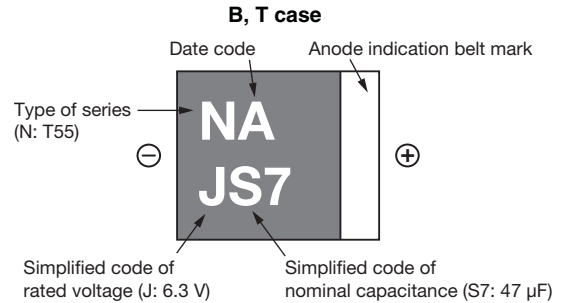 B, T case
Date code
Anode indication belt mark
Type of series
(N: T55)
NA
JS7
Simplified code of
rated voltage (J: 6.3 V)
Simplified code of
nominal capacitance (S7: 47 µF)